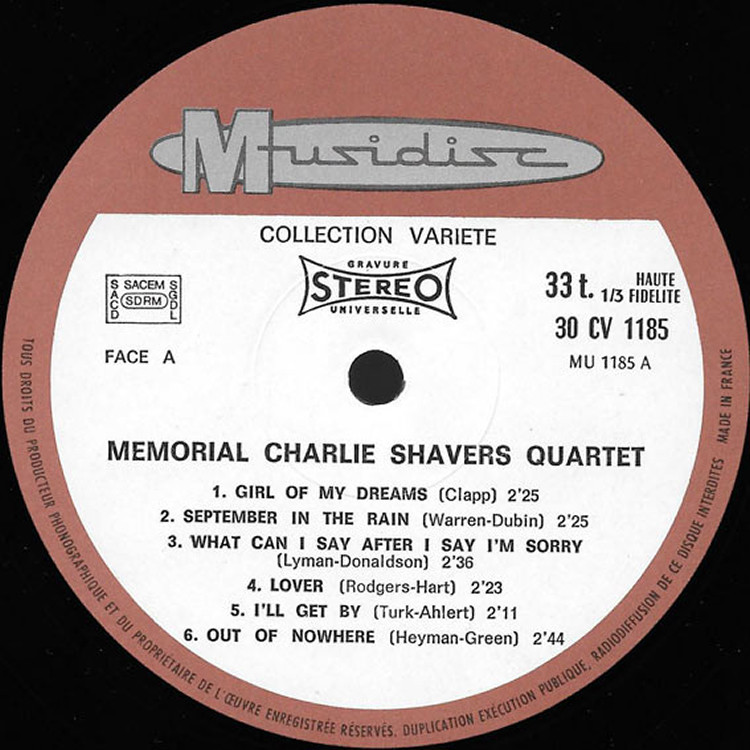 Musidisc
COLLECTION VARIETE
GRAVURE
STEREO
UNIVERSELLE
SACD
SACEM
SDRM
SGDL
33 t. 1/3
HAUTE
FIDELITE
30 CV 1185
FACE A
MU 1185 A
MEMORIAL CHARLIE SHAVERS QUARTET
1. GIRL OF MY DREAMS (Clapp) 2'25
2. SEPTEMBER IN THE RAIN (Warren-Dubin) 2'25
3. WHAT CAN I SAY AFTER I SAY I'M SORRY
(Lyman-Donaldson) 2'36
4. LOVER (Rodgers-Hart) 2'23
5. I'LL GET BY (Turk-Ahlert) 2'11
6. OUT OF NOWHERE (Heyman-Green) 2'44
TOUS DROITS DU PRODUCTEUR PHONOGRAPHIQUE ET DU PROPRIÉTAIRE DE L'ŒUVRE ENREGISTRÉE RÉSERVÉS. DUPLICATION EXÉCUTION PUBLIQUE, RADIODIFFUSION DE CE DISQUE INTERDITES MADE IN FRANCE